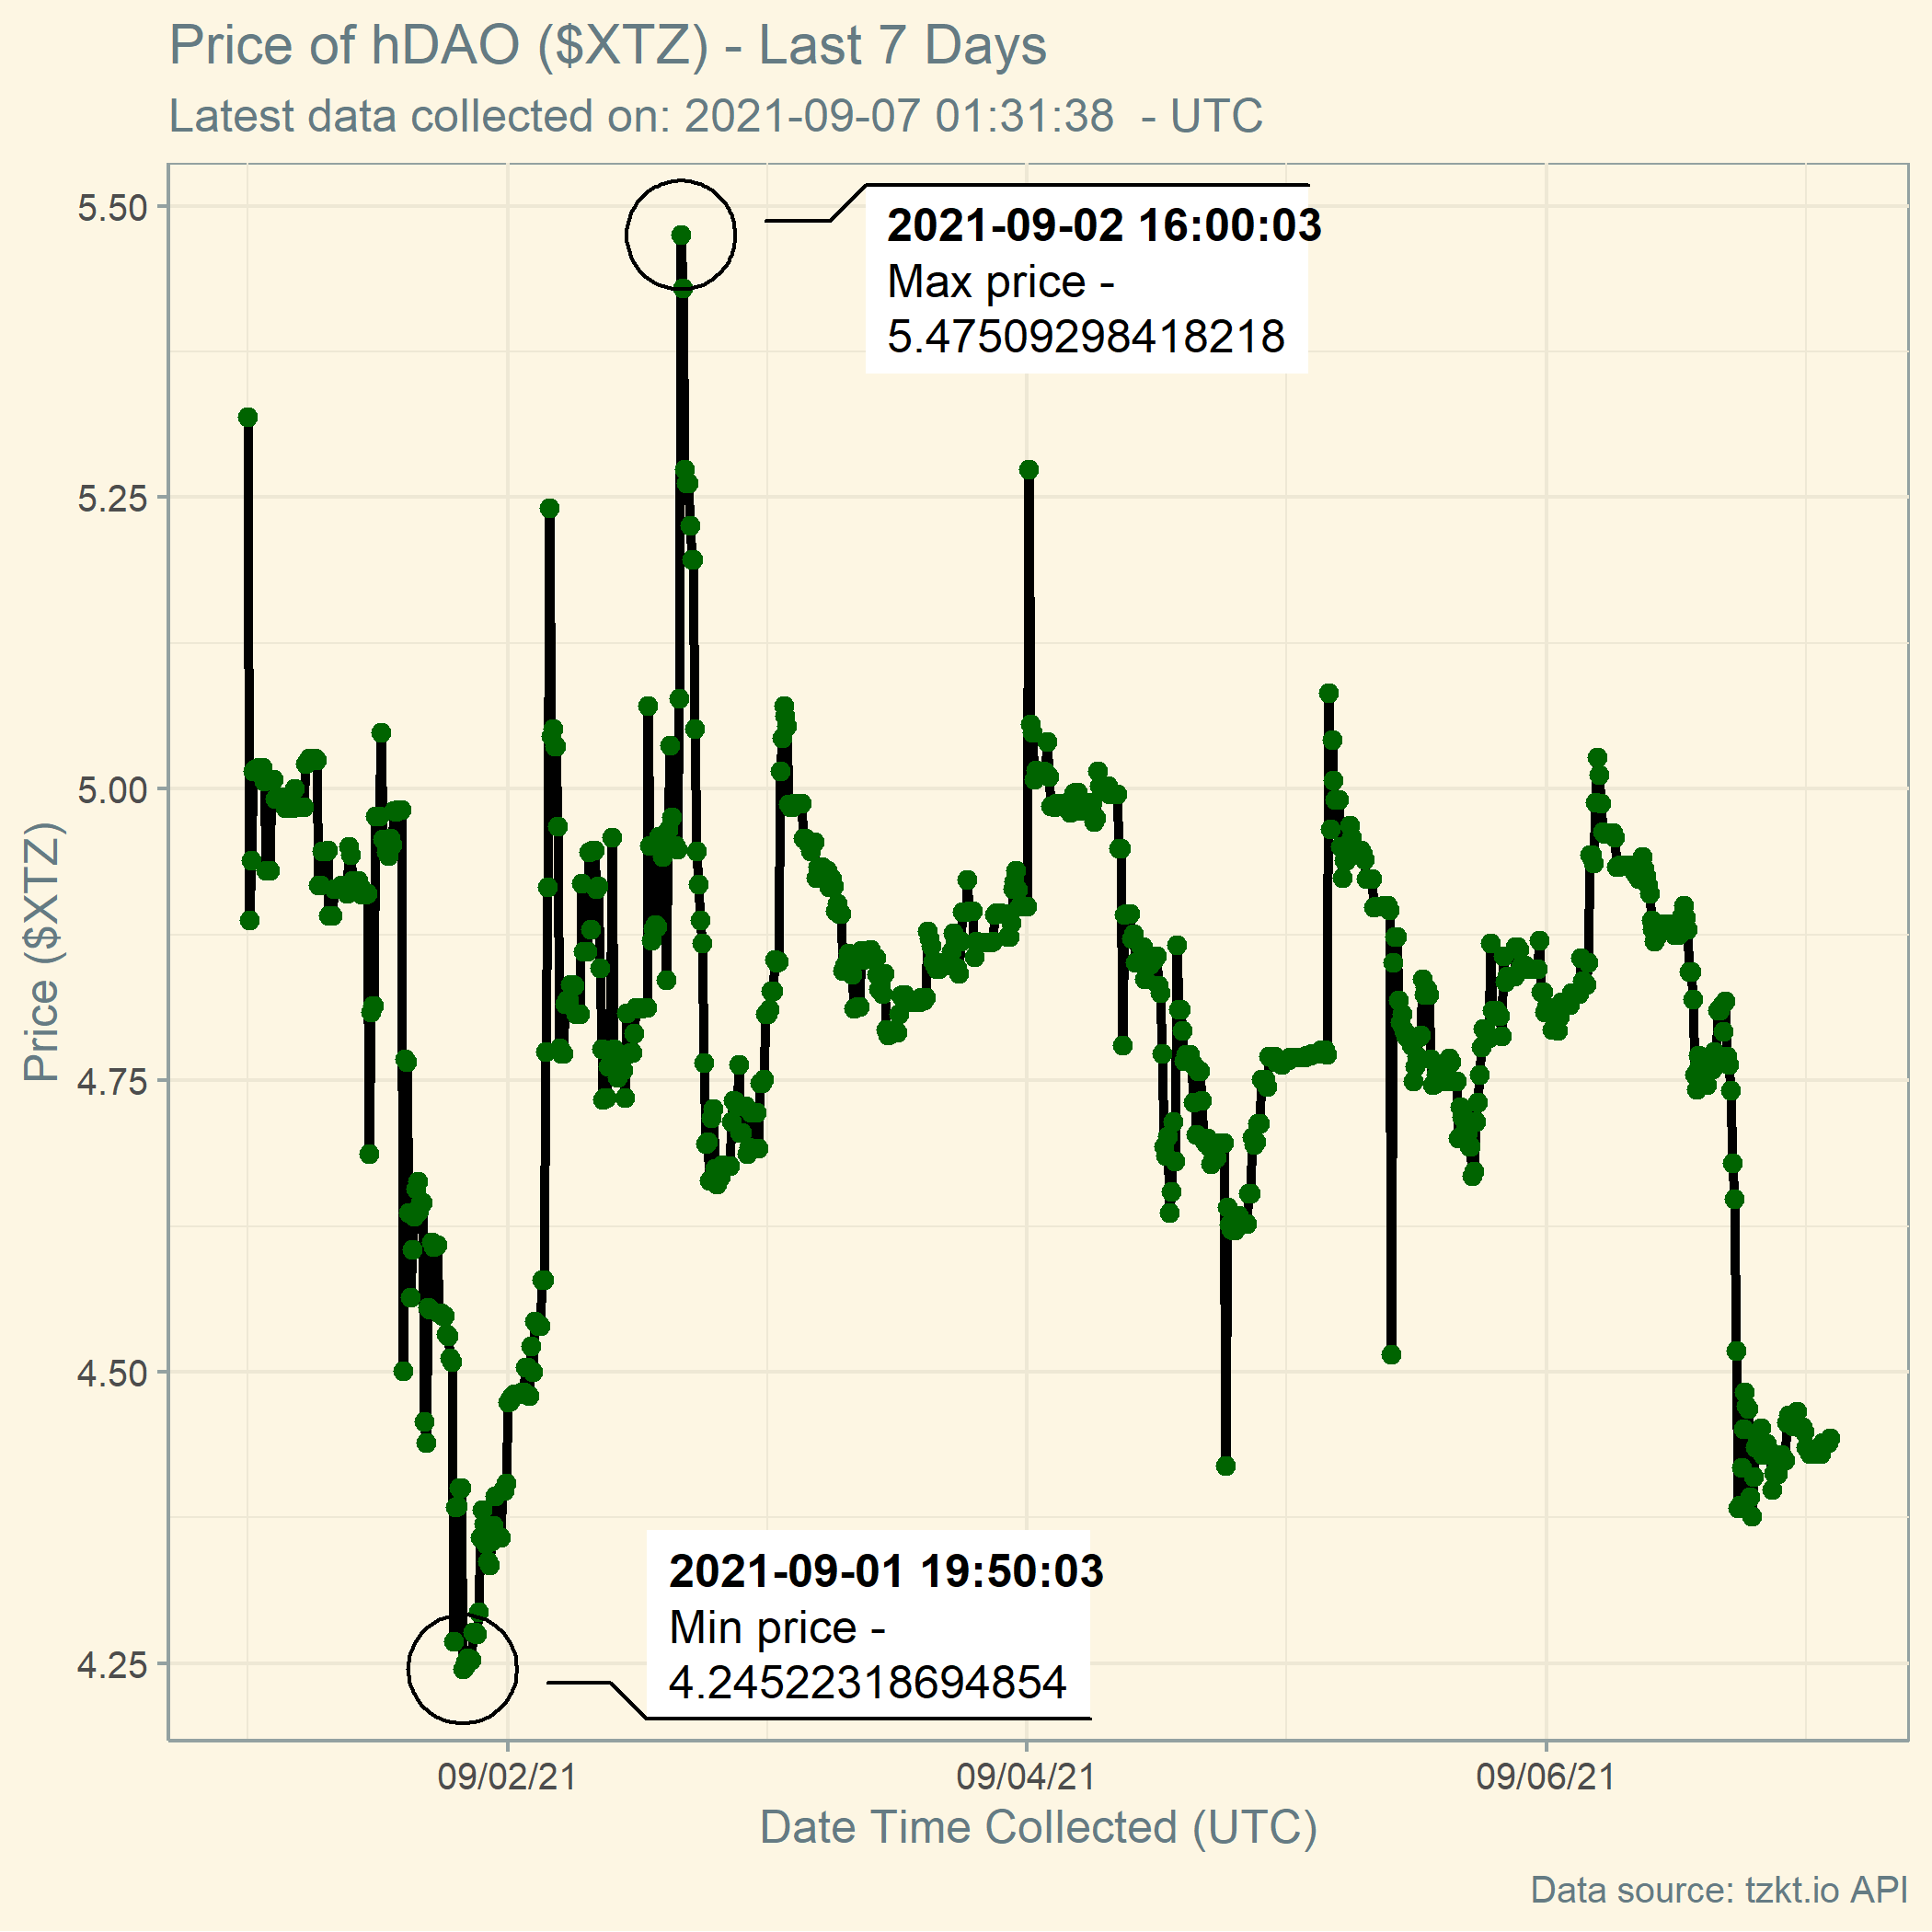 Price of hDAO ($XTZ) - Last 7 Days
Latest data collected on: 2021-09-07 01:31:38  - UTC
5.50
5.25
5.00
4.75
4.50
4.25
Price ($XTZ)
2021-09-02 16:00:03
Max price -
5.47509298418218
2021-09-01 19:50:03
Min price -
4.24522318694854
09/02/21
09/04/21
09/06/21
Date Time Collected (UTC)
Data source: tzkt.io API